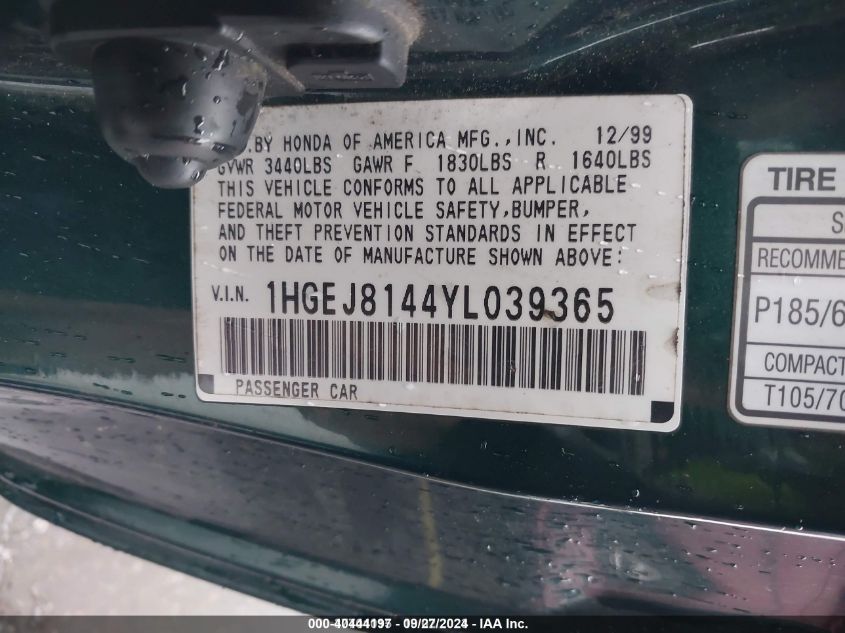 BY HONDA OF AMERICA MFG.,INC. 12/99
GVWR 3440LBS GAWR F 1830LBS R 1640LBS
THIS VEHICLE CONFORMS TO ALL APPLICABLE
FEDERAL MOTOR VEHICLE SAFETY,BUMPER,
AND THEFT PREVENTION STANDARDS IN EFFECT
ON THE DATE OF MANUFACTURE SHOWN ABOVE:
V.I.N. 1HGEJ8144YL039365
PASSENGER CAR
TIRE
S
RECOMME
P185/6
COMPACT
T105/70
000-40444197 - 09/27/2024 - IAA Inc.